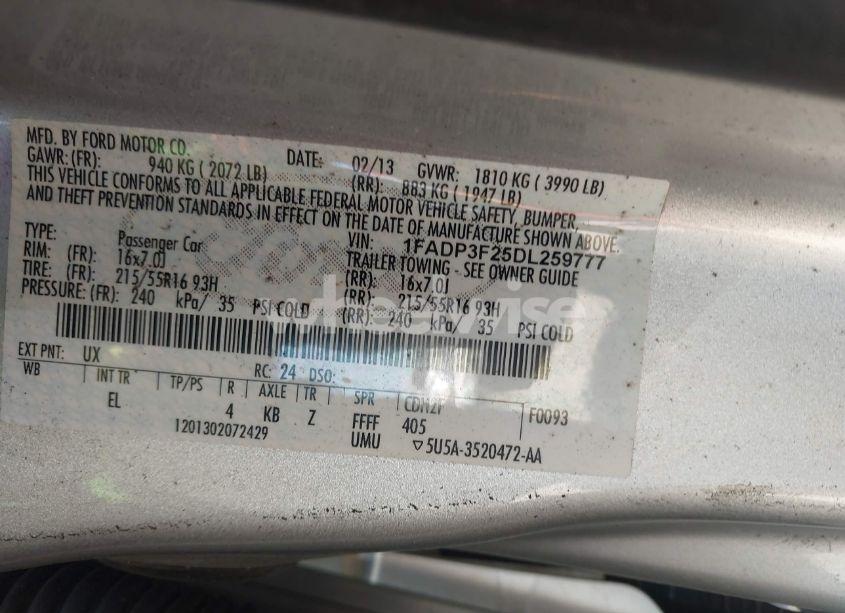 MFD. BY FORD MOTOR CO.
DATE: 02/13 GVWR: 1810 KG ( 3990 LB)
GAWR: (FR): 940 KG ( 2072 LB) (RR): 883 KG ( 1947 LB)
THIS VEHICLE CONFORMS TO ALL APPLICABLE FEDERAL MOTOR VEHICLE SAFETY, BUMPER,
AND THEFT PREVENTION STANDARDS IN EFFECT ON THE DATE OF MANUFACTURE SHOWN ABOVE.
VIN: 1FADP3F25DL259777
TYPE: Passenger Car TRAILER TOWING - SEE OWNER GUIDE
RIM: (FR): 16x7.0J (RR): 16x7.0J
TIRE: (FR): 215/55R16 93H (RR): 215/55R16 93H
PRESSURE: (FR): 240 kPa/ 35 PSI COLD (RR): 240 kPa/ 35 PSI COLD
EXT PNT: UX RC: 24 DSO:
WB INT TR TP/PS R AXLE TR SPR CDM2F F0093
EL 4 KB Z FFFF 405
1201302072429 UMU 5U5A-3520472-AA